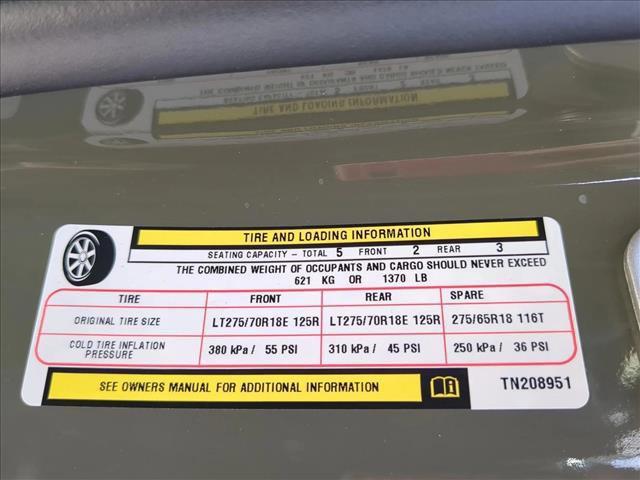 TIRE AND LOADING INFORMATION
SEATING CAPACITY - TOTAL 5 FRONT 2 REAR 3
THE COMBINED WEIGHT OF OCCUPANTS AND CARGO SHOULD NEVER EXCEED
621 KG OR 1370 LB
TIRE FRONT REAR SPARE
ORIGINAL TIRE SIZE LT275/70R18E 125R LT275/70R18E 125R 275/65R18 116T
COLD TIRE INFLATION PRESSURE 380 kPa / 55 PSI 310 kPa / 45 PSI 250 kPa / 36 PSI
SEE OWNERS MANUAL FOR ADDITIONAL INFORMATION TN208951